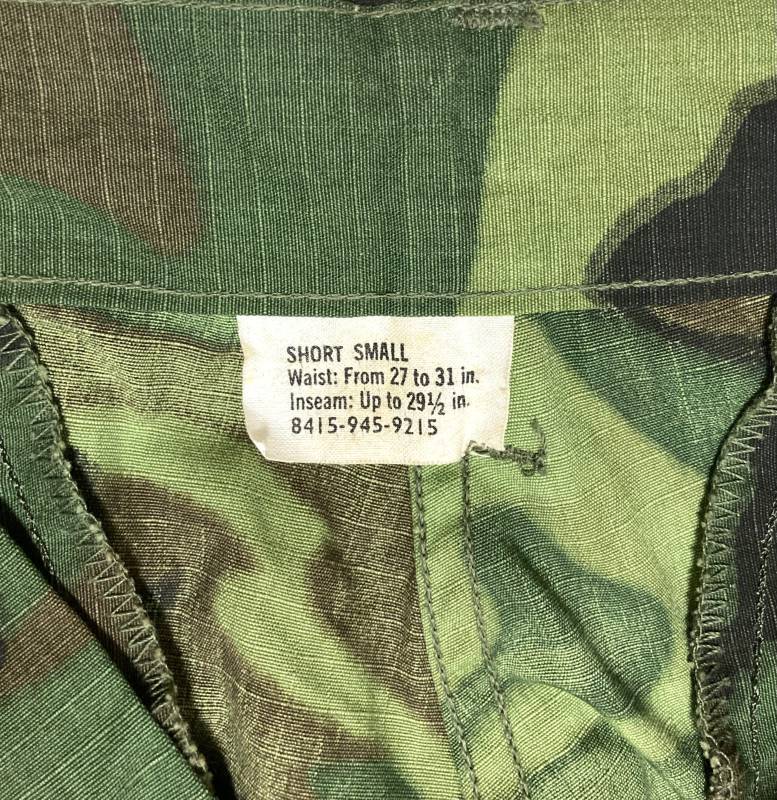 SHORT SMALL
Waist: From 27 to 31 in.
Inseam: Up to 29½ in.
8415-945-9215